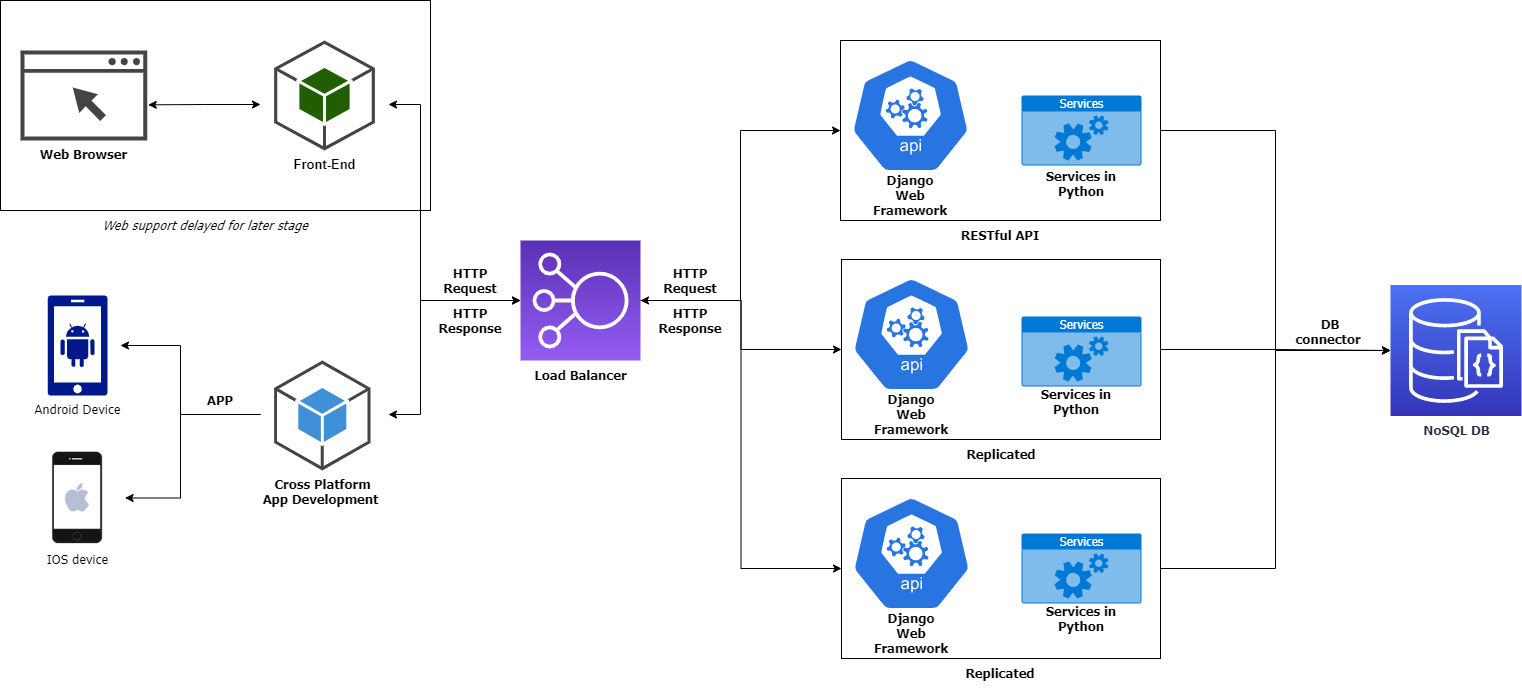 Web Browser
Front-End
Web support delayed for later stage
Android Device
IOS device
APP
Cross Platform
App Development
HTTP
Request
HTTP
Response
Load Balancer
HTTP
Request
HTTP
Response
api
Django
Web
Framework
Services
Services in
Python
RESTful API
api
Django
Web
Framework
Services
Services in
Python
Replicated
api
Django
Web
Framework
Services
Services in
Python
Replicated
DB
connector
{}
NoSQL DB